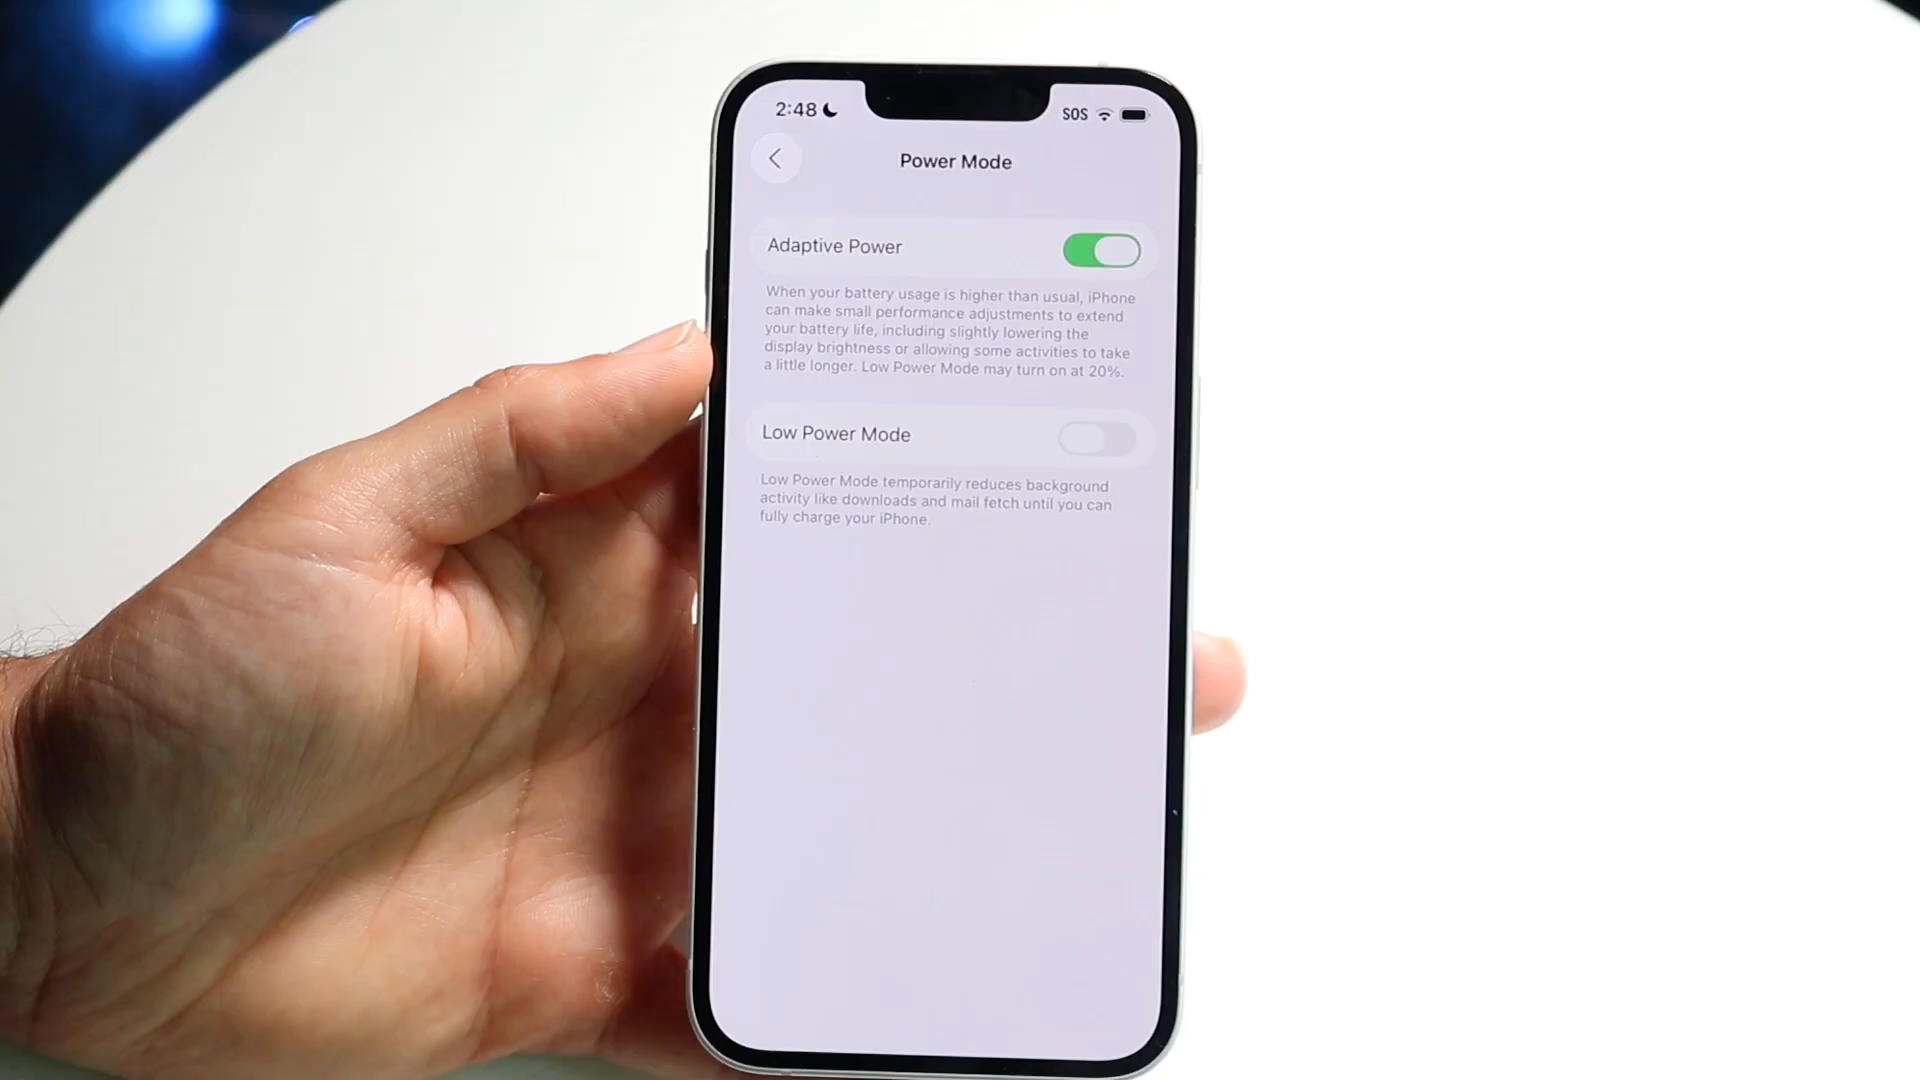 2:48
SOS
Power Mode
Adaptive Power
When your battery usage is higher than usual, iPhone
can make small performance adjustments to extend
your battery life, including slightly lowering the
display brightness or allowing some activities to take
a little longer. Low Power Mode may turn on at 20%.
Low Power Mode
Low Power Mode temporarily reduces background
activity like downloads and mail fetch until you can
fully charge your iPhone.